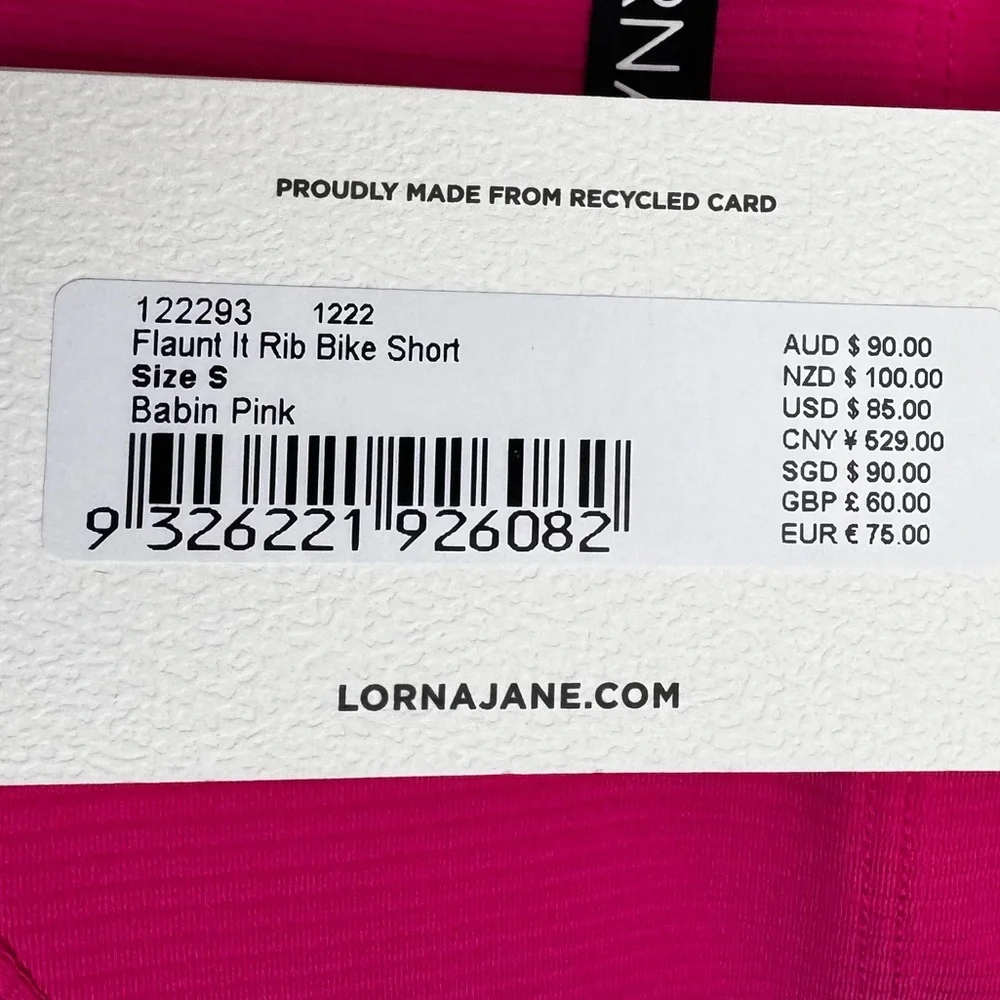 RNA
PROUDLY MADE FROM RECYCLED CARD
122293 1222
Flaunt It Rib Bike Short
Size S
Babin Pink
9 326221 926082
AUD $ 90.00
NZD $ 100.00
USD $ 85.00
CNY ¥ 529.00
SGD $ 90.00
GBP £ 60.00
EUR € 75.00
LORNAJANE.COM